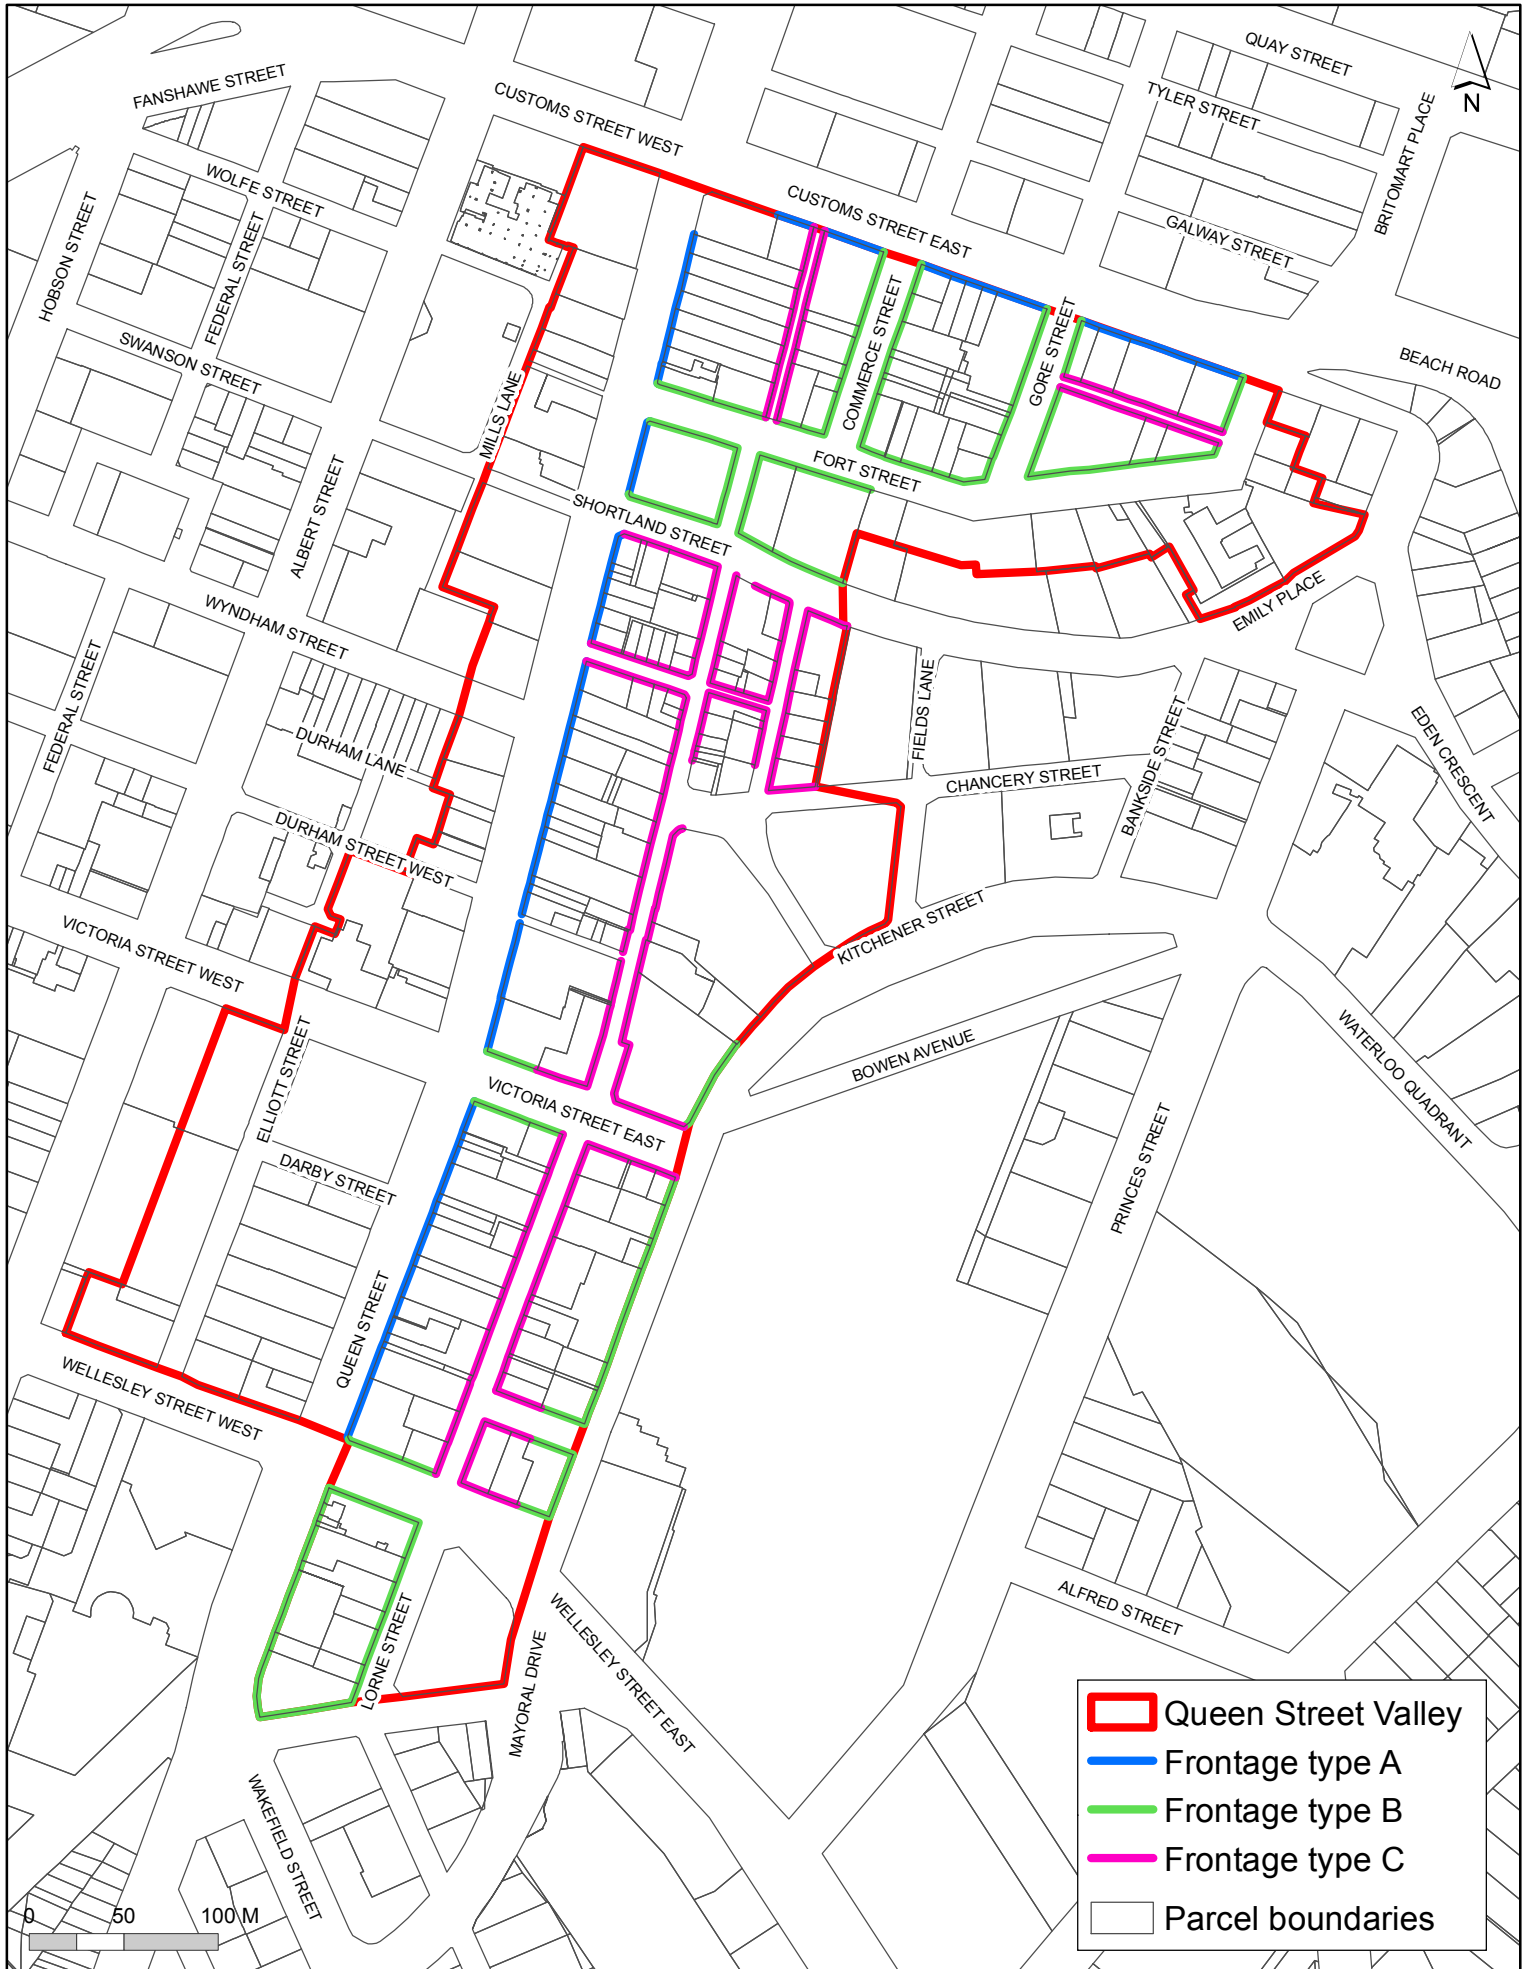 QUAY STREET
FANSHAWE STREET
CUSTOMS STREET WEST
TYLER STREET
N
BRITOMART PLACE
WOLFE STREET
HOBSON STREET
FEDERAL STREET
CUSTOMS STREET EAST
GALWAY STREET
SWANSON STREET
COMMERCE STREET
GORE STREET
BEACH ROAD
MILLS LANE
FORT STREET
ALBERT STREET
SHORTLAND STREET
WYNDHAM STREET
EMILY PLACE
FEDERAL STREET
FIELDS LANE
BANKSIDE STREET
EDEN CRESCENT
DURHAM LANE
CHANCERY STREET
DURHAM STREET WEST
VICTORIA STREET WEST
KITCHENER STREET
ELLIOTT STREET
BOWEN AVENUE
WATERLOO QUADRANT
VICTORIA STREET EAST
PRINCES STREET
DARBY STREET
QUEEN STREET
WELLESLEY STREET WEST
ALFRED STREET
LORNE STREET
MAYORAL DRIVE
WELLESLEY STREET EAST
WAKEFIELD STREET
Queen Street Valley
Frontage type A
Frontage type B
Frontage type C
Parcel boundaries
0 50 100 M